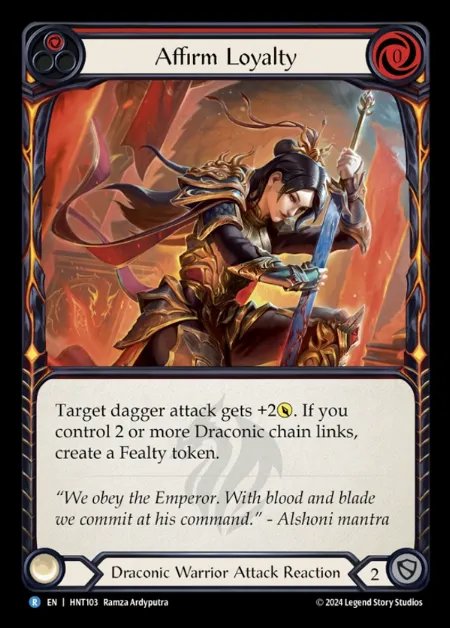 Affirm Loyalty
0
Target dagger attack gets +2. If you
control 2 or more Draconic chain links,
create a Fealty token.
“We obey the Emperor. With blood and blade
we commit at his command.” - Alshoni mantra
Draconic Warrior Attack Reaction
2
R EN | HNT103 Ramza Ardyputra
© 2024 Legend Story Studios